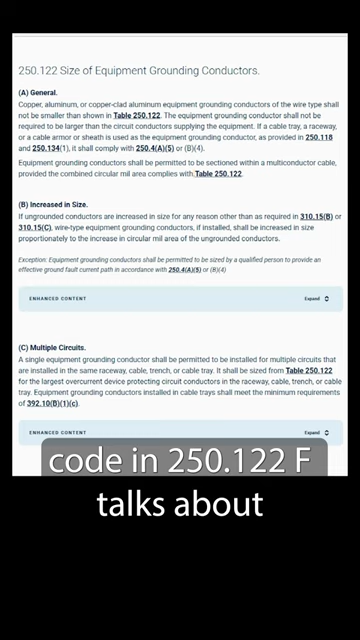 250.122 Size of Equipment Grounding Conductors.
(A) General.
Copper, aluminum, or copper-clad aluminum equipment grounding conductors of the wire type shall
not be smaller than shown in Table 250.122. The equipment grounding conductor shall not be
required to be larger than the circuit conductors supplying the equipment. If a cable tray, a raceway,
or a cable armor or sheath is used as the equipment grounding conductor, as provided in 250.118
and 250.134(1), it shall comply with 250.4(A)(5) or (B)(4).
Equipment grounding conductors shall be permitted to be sectioned within a multiconductor cable,
provided the combined circular mil area complies with Table 250.122.
(B) Increased in Size.
If ungrounded conductors are increased in size for any reason other than as required in 310.15(B) or
310.15(C), wire-type equipment grounding conductors, if installed, shall be increased in size
proportionately to the increase in circular mil area of the ungrounded conductors.
Exception: Equipment grounding conductors shall be permitted to be sized by a qualified person to provide an
effective ground fault current path in accordance with 250.4(A)(5) or (B)(4)
ENHANCED CONTENT Expand
(C) Multiple Circuits.
A single equipment grounding conductor shall be permitted to be installed for multiple circuits that
are installed in the same raceway, cable, trench, or cable tray. It shall be sized from Table 250.122
for the largest overcurrent device protecting circuit conductors in the raceway, cable, trench, or cable
tray. Equipment grounding conductors installed in cable trays shall meet the minimum requirements
of 392.10(B)(1)(c).
ENHANCED CONTENT Expand
code in 250.122 F
talks about